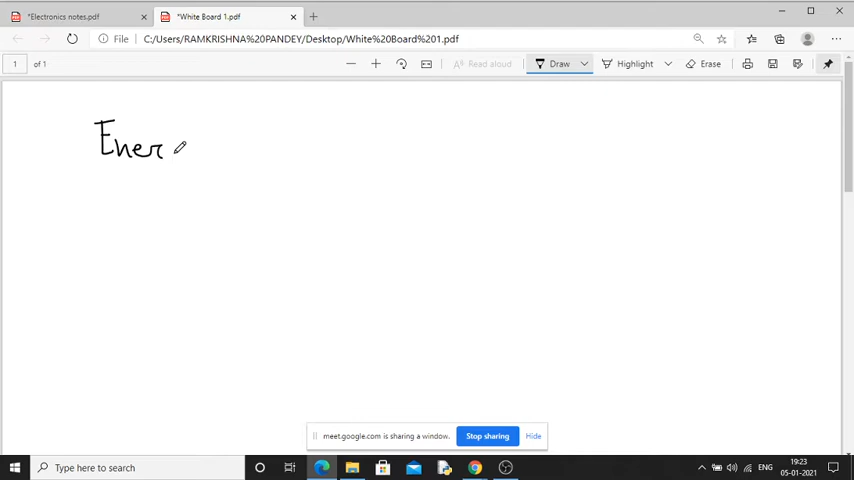 *Electronics notes.pdf
*White Board 1.pdf
File
C:/Users/RAMKRISHNA%20PANDEY/Desktop/White%20Board%201.pdf
1 of 1
Read aloud
Draw
Highlight
Erase
Ener
meet.google.com is sharing a window.
Stop sharing
Hide
Type here to search
ENG
19:23
05-01-2021